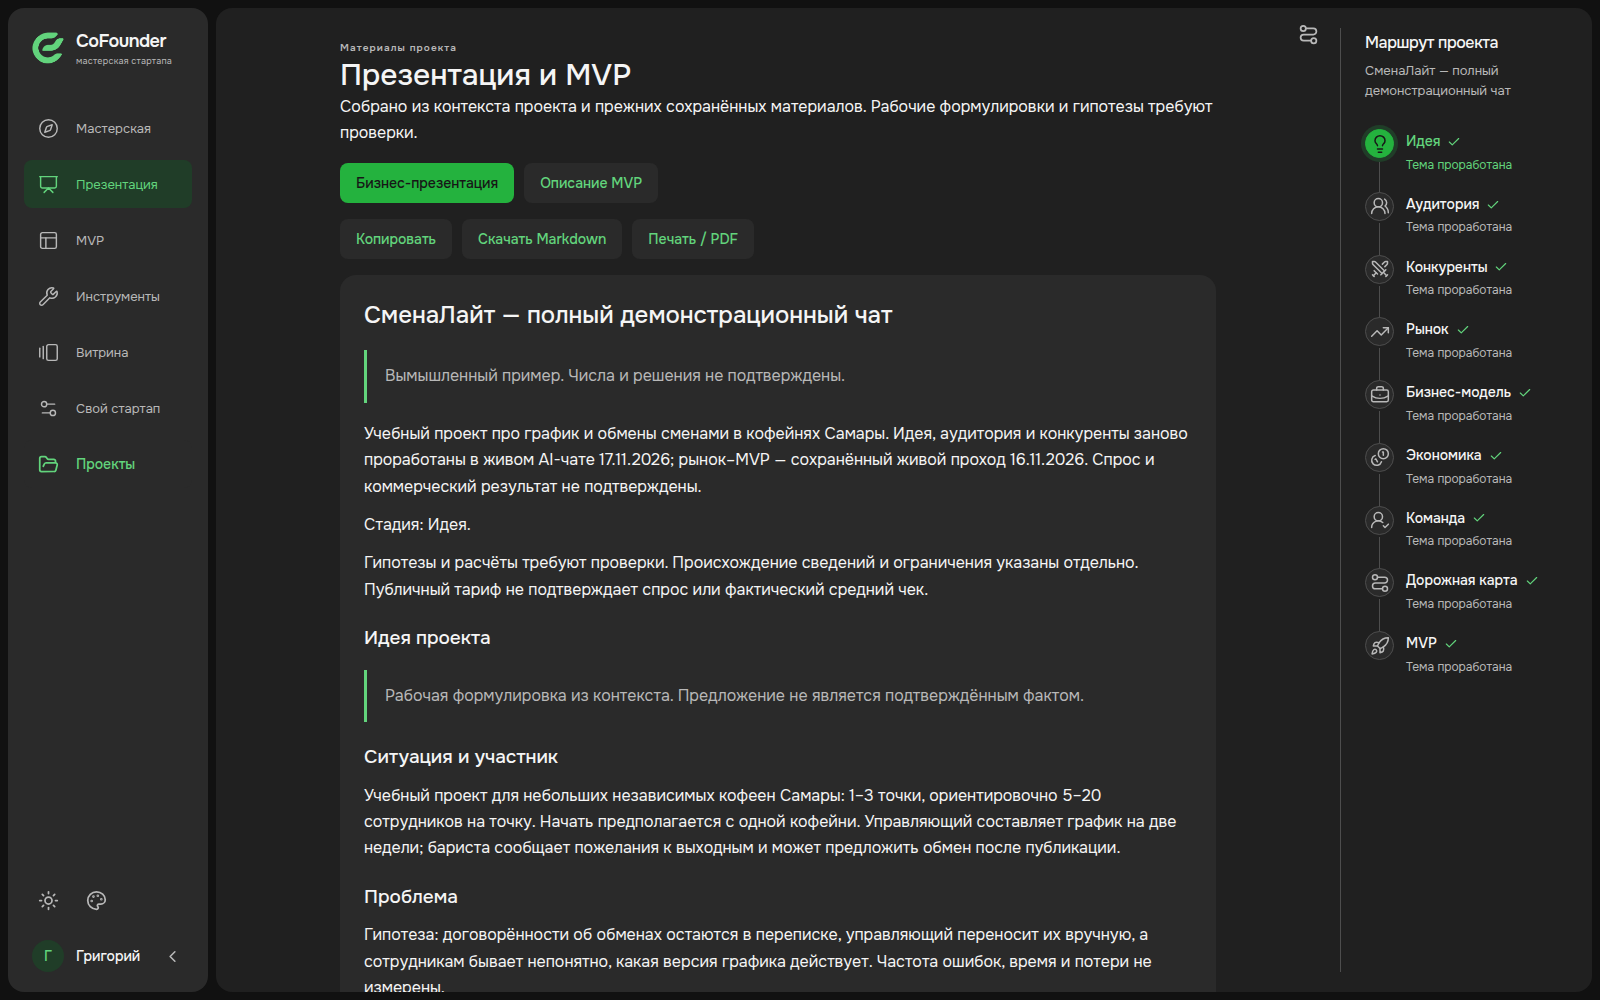 CoFounder
мастерская стартапа
Мастерская
Презентация
MVP
Инструменты
Витрина
Свой стартап
Проекты
Г
Григорий
Материалы проекта
Презентация и MVP
Собрано из контекста проекта и прежних сохранённых материалов. Рабочие формулировки и гипотезы требуют
проверки.
Бизнес-презентация
Описание MVP
Копировать
Скачать Markdown
Печать / PDF
СменаЛайт — полный демонстрационный чат
Вымышленный пример. Числа и решения не подтверждены.
Учебный проект про график и обмены сменами в кофейнях Самары. Идея, аудитория и конкуренты заново
проработаны в живом AI-чате 17.11.2026; рынок–MVP — сохранённый живой проход 16.11.2026. Спрос и
коммерческий результат не подтверждены.
Стадия: Идея.
Гипотезы и расчёты требуют проверки. Происхождение сведений и ограничения указаны отдельно.
Публичный тариф не подтверждает спрос или фактический средний чек.
Идея проекта
Рабочая формулировка из контекста. Предложение не является подтверждённым фактом.
Ситуация и участник
Учебный проект для небольших независимых кофеен Самары: 1–3 точки, ориентировочно 5–20
сотрудников на точку. Начать предполагается с одной кофейни. Управляющий составляет график на две
недели; бариста сообщает пожелания к выходным и может предложить обмен после публикации.
Проблема
Гипотеза: договорённости об обменах остаются в переписке, управляющий переносит их вручную, а
сотрудникам бывает непонятно, какая версия графика действует. Частота ошибок, время и потери не
измерены.
Маршрут проекта
СменаЛайт — полный
демонстрационный чат
Идея
Тема проработана
Аудитория
Тема проработана
Конкуренты
Тема проработана
Рынок
Тема проработана
Бизнес-модель
Тема проработана
Экономика
Тема проработана
Команда
Тема проработана
Дорожная карта
Тема проработана
MVP
Тема проработана